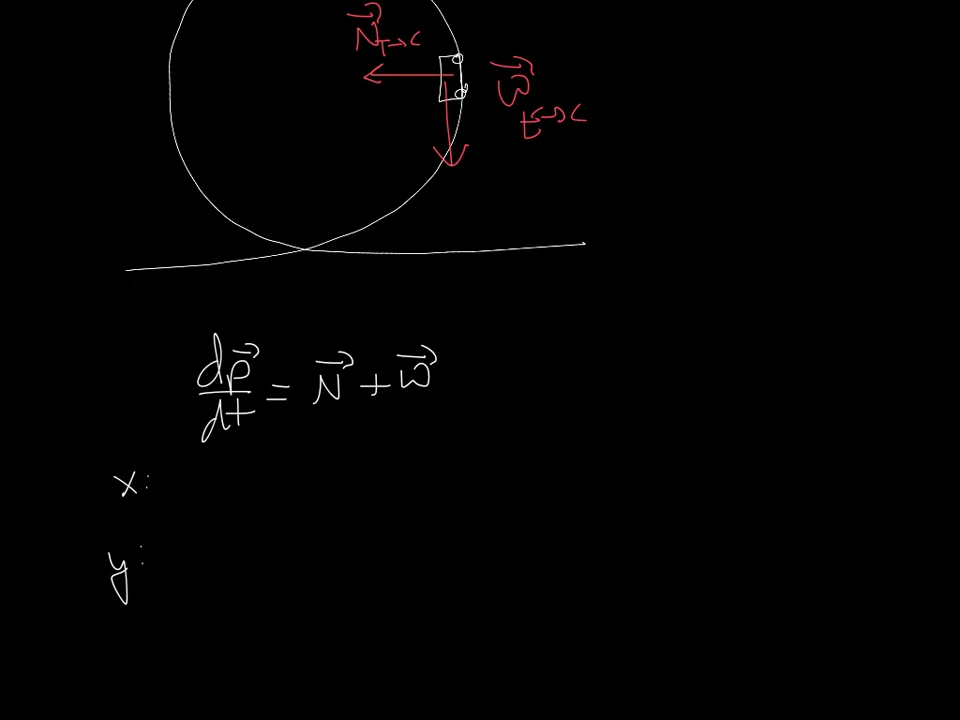 N⃗ T→C
w⃗ t→c
dp⃗/dt = N⃗ + w⃗
x:
y: